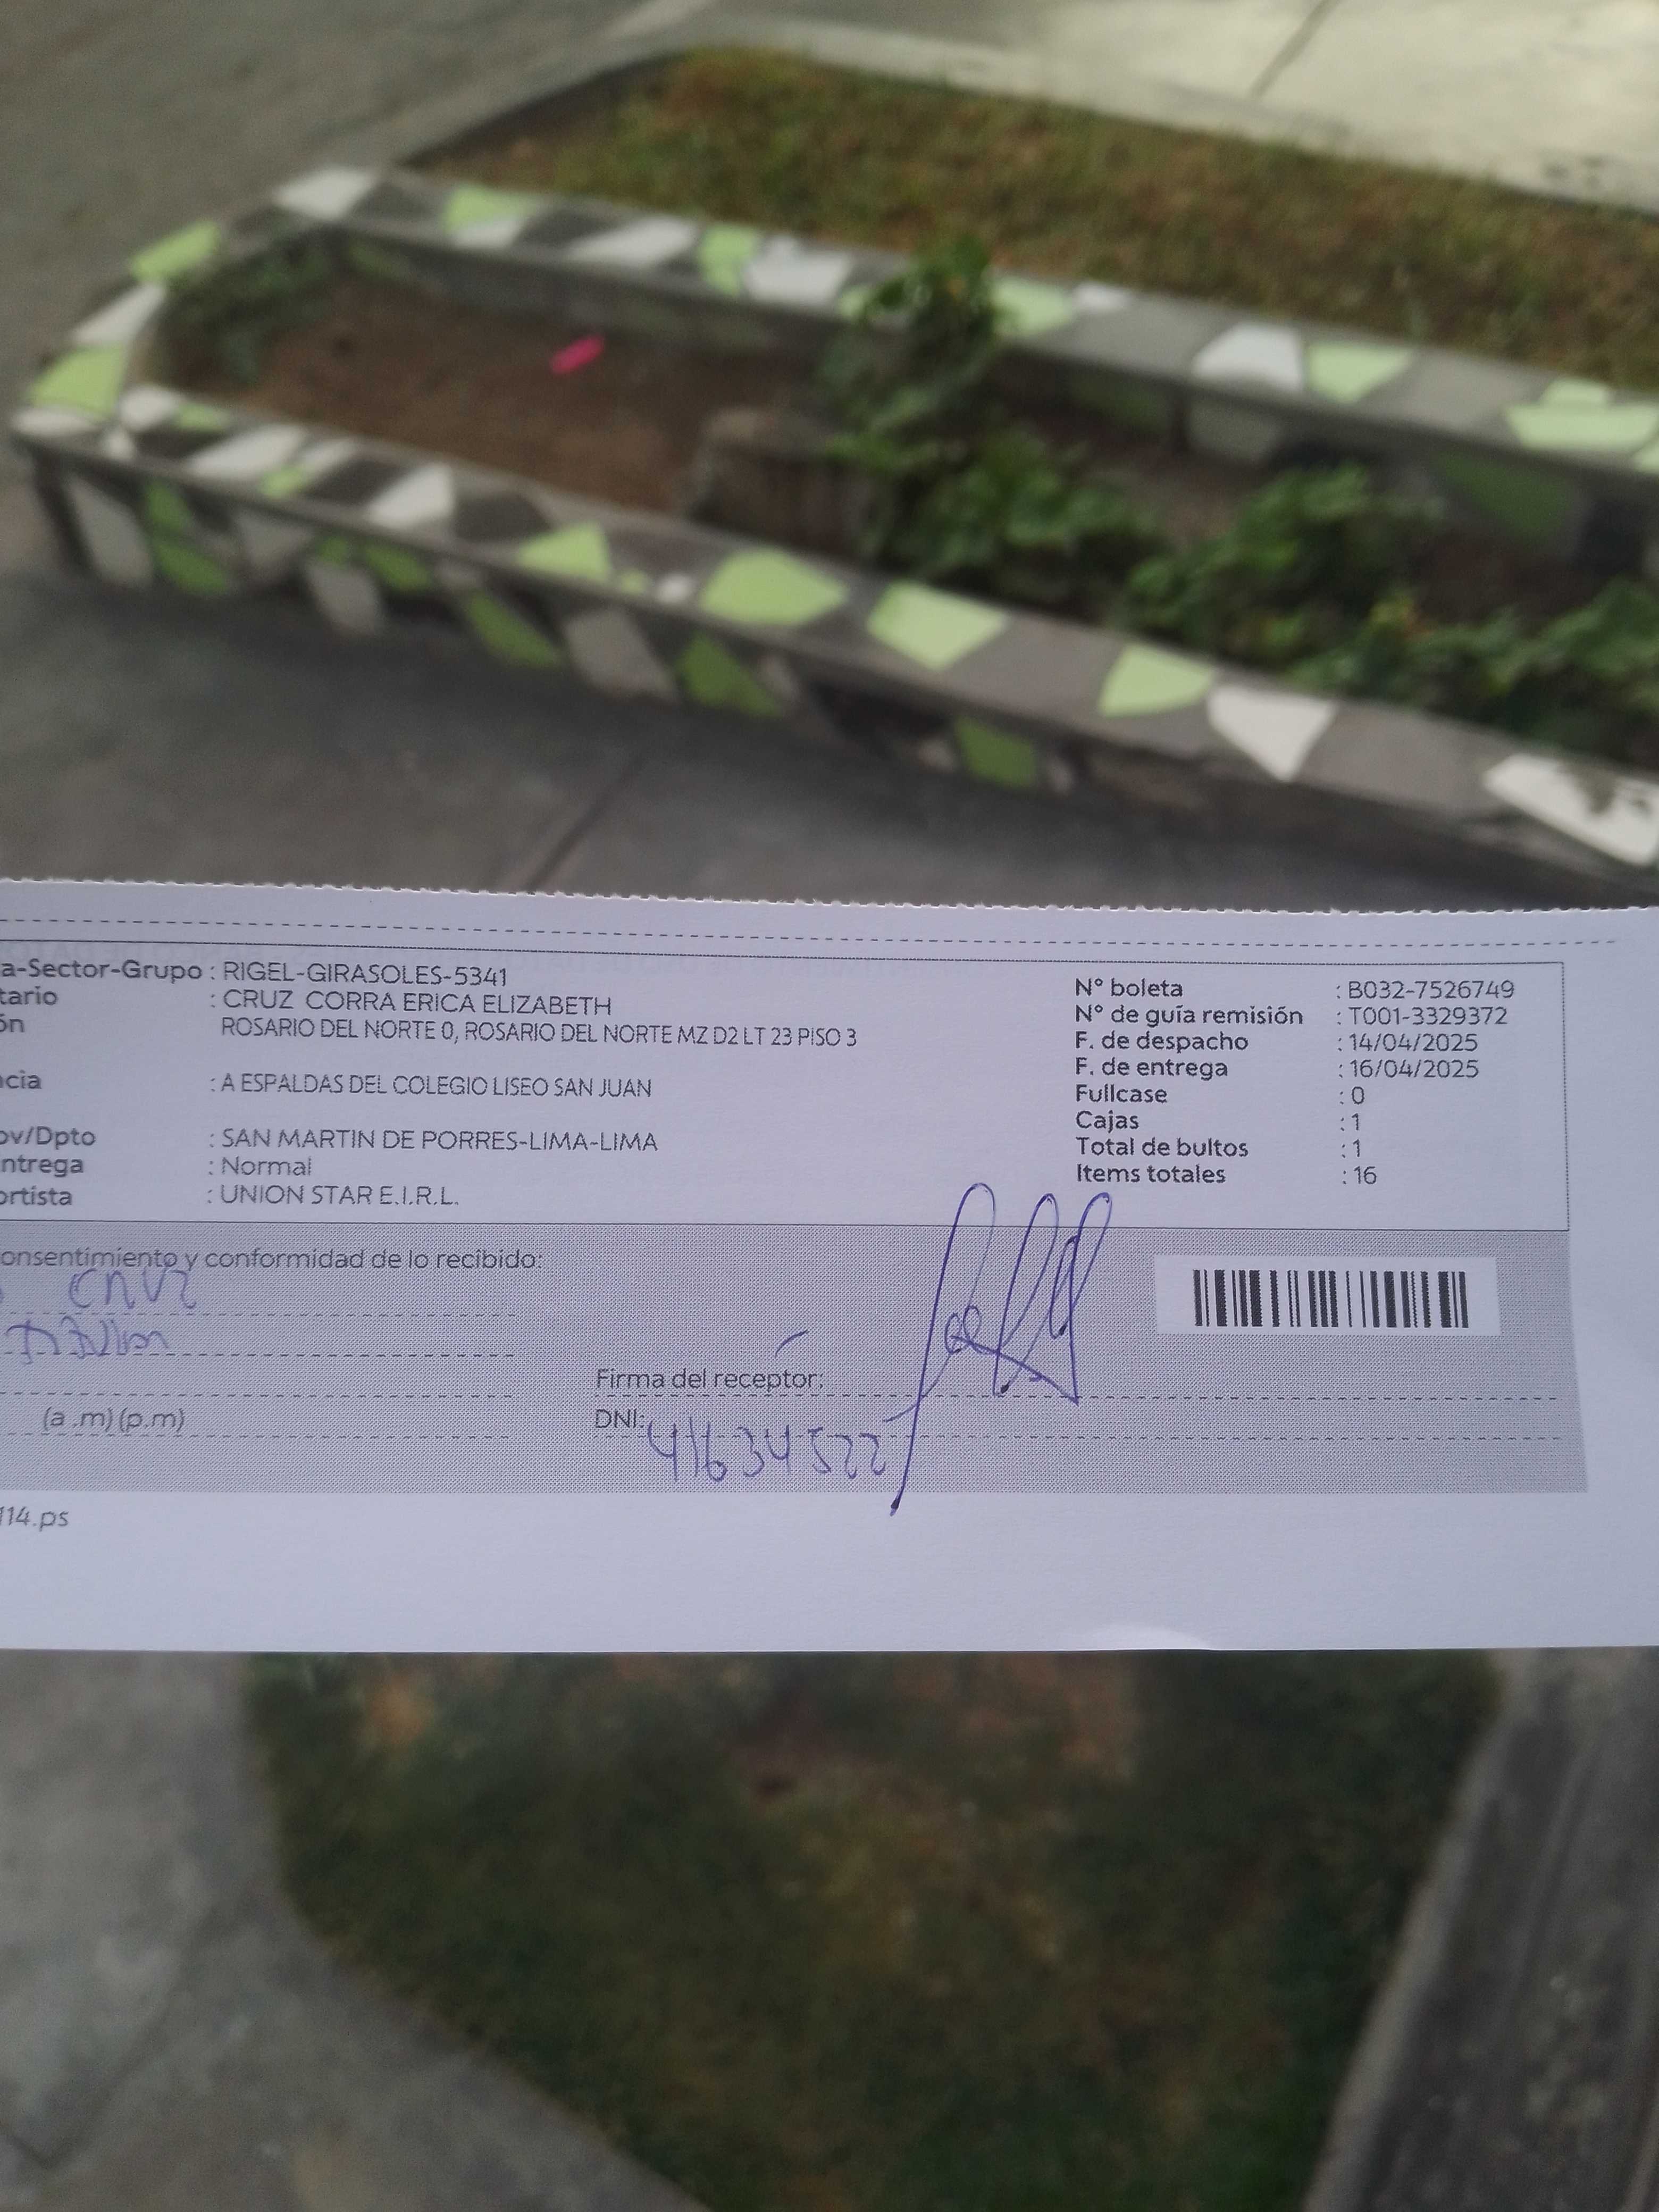 a-Sector-Grupo : RIGEL-GIRASOLES-5341
tario : CRUZ CORRA ERICA ELIZABETH
ón ROSARIO DEL NORTE 0, ROSARIO DEL NORTE MZ D2 LT 23 PISO 3
ncia : A ESPALDAS DEL COLEGIO LISEO SAN JUAN
ov/Dpto : SAN MARTIN DE PORRES-LIMA-LIMA
ntrega : Normal
ortista : UNION STAR E.I.R.L.
N° boleta : B032-7526749
N° de guía remisión : T001-3329372
F. de despacho : 14/04/2025
F. de entrega : 16/04/2025
Fullcase : 0
Cajas : 1
Total de bultos : 1
Items totales : 16
onsentimiento y conformidad de lo recibido:
Cruz
Firma del receptor:
(a .m) (p.m)
DNI: 41634522
114.ps